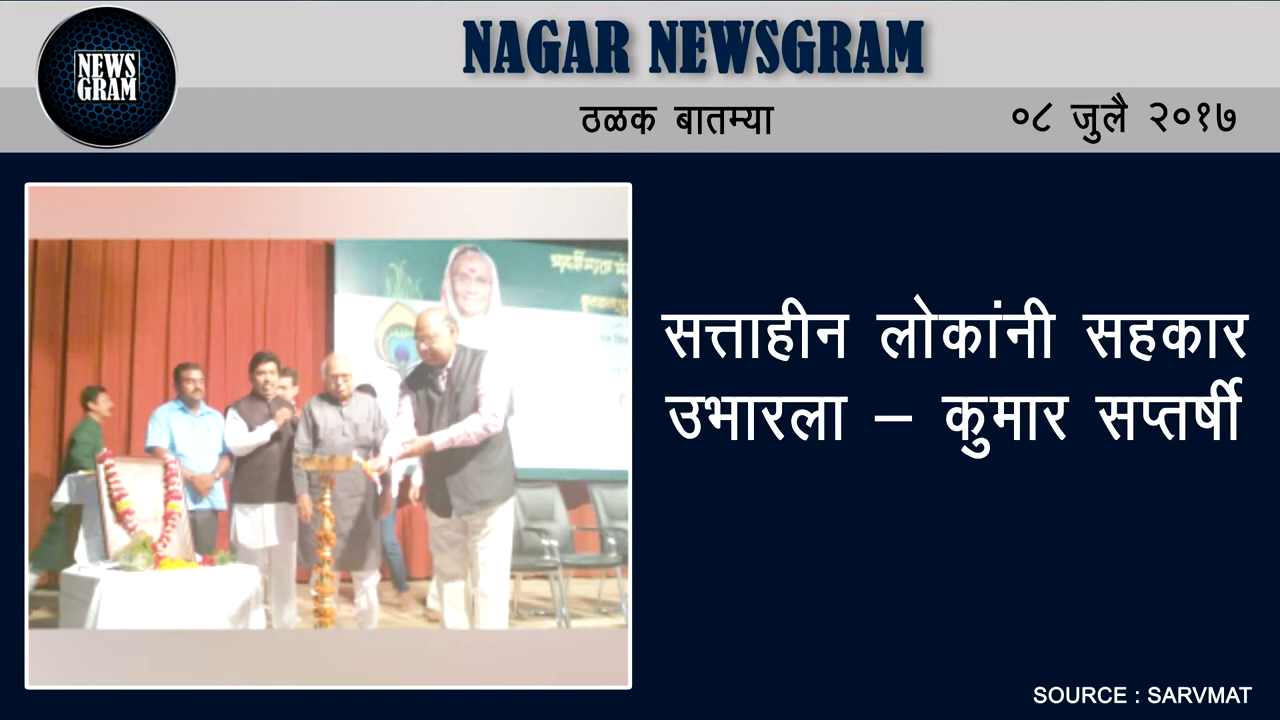 NEWS
GRAM
NAGAR NEWSGRAM
ठळक बातम्या
०८ जुलै २०१७
सत्ताहीन लोकांनी सहकार
उभारला – कुमार सप्तर्षी
SOURCE : SARVMAT